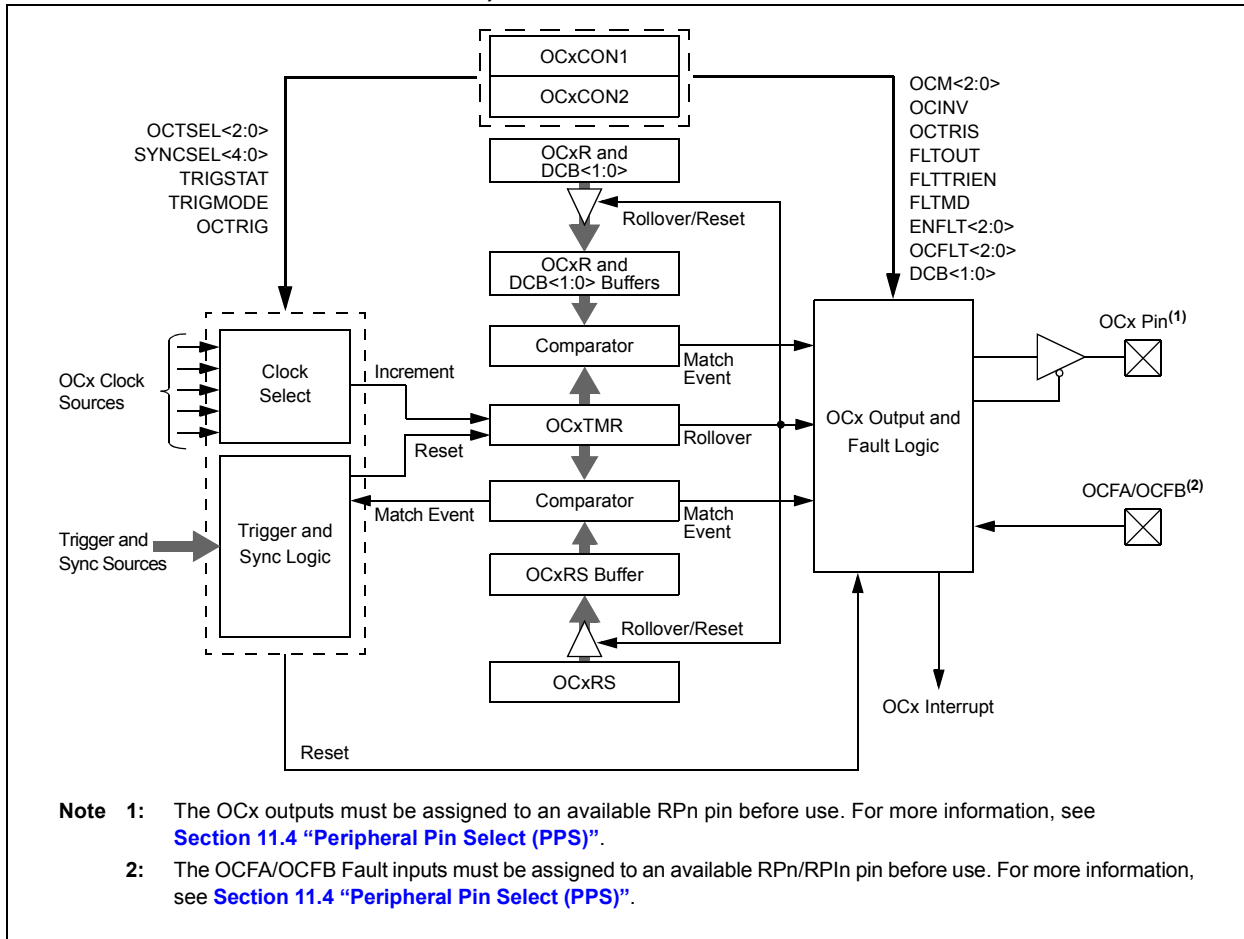 OCxCON1
OCxCON2
OCTSEL<2:0>
SYNCSEL<4:0>
TRIGSTAT
TRIGMODE
OCTRIG
OCM<2:0>
OCINV
OCTRIS
FLTOUT
FLTTRIEN
FLTMD
ENFLT<2:0>
OCFLT<2:0>
DCB<1:0>
OCxR and
DCB<1:0>
Rollover/Reset
OCxR and
DCB<1:0> Buffers
OCx Clock
Sources
Clock
Select
Increment
Comparator
Match
Event
OCxTMR
Rollover
Reset
OCx Output and
Fault Logic
OCx Pin(1)
OCFA/OCFB(2)
Trigger and
Sync Sources
Trigger and
Sync Logic
Match Event
Comparator
Match
Event
OCxRS Buffer
Rollover/Reset
OCxRS
OCx Interrupt
Reset
Note 1: The OCx outputs must be assigned to an available RPn pin before use. For more information, see
Section 11.4 “Peripheral Pin Select (PPS)”.
2: The OCFA/OCFB Fault inputs must be assigned to an available RPn/RPIn pin before use. For more information,
see Section 11.4 “Peripheral Pin Select (PPS)”.